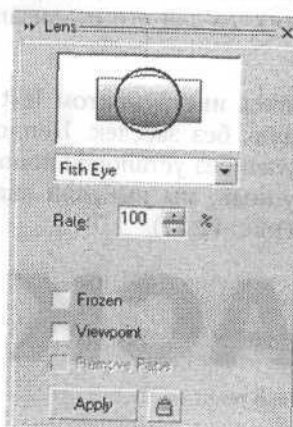 Lens
Fish Eye
Rate: 100 %
Frozen
Viewpoint
Remove Face
Apply